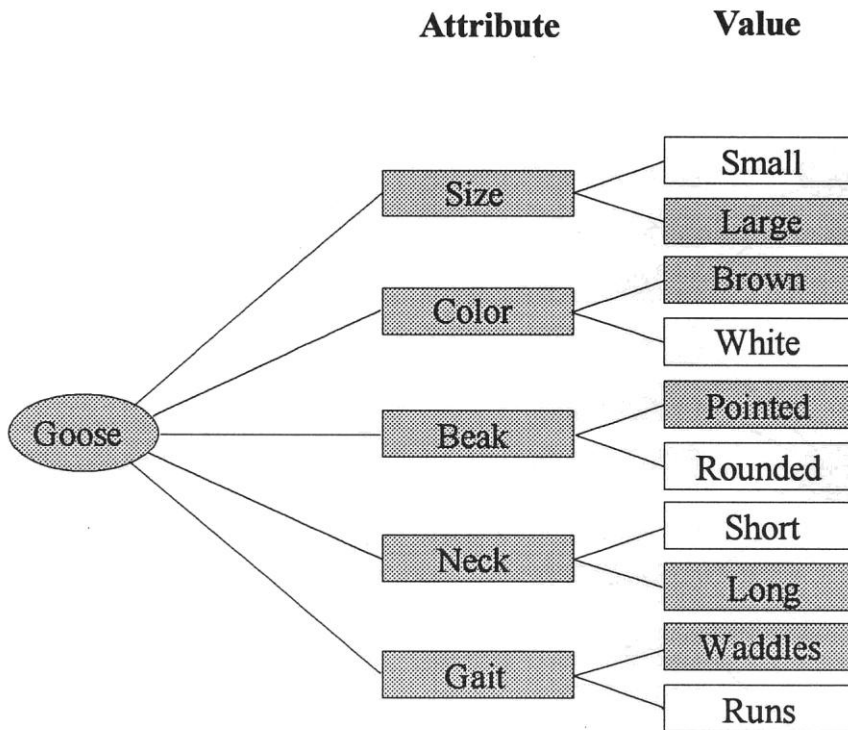 Attribute Value
Small
Size
Large
Brown
Color
White
Goose
Pointed
Beak
Rounded
Short
Neck
Long
Waddles
Gait
Runs